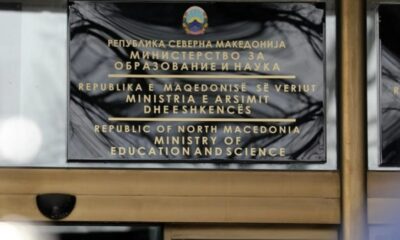 РЕПУБЛИКА СЕВЕРНА МАКЕДОНИЈА
МИНИСТЕРСТВО ЗА
ОБРАЗОВАНИЕ И НАУКА
REPUBLIKA E MAQEDONISË SË VERIUT
MINISTRIA E ARSIMIT
DHE E SHKENCËS
REPUBLIC OF NORTH MACEDONIA
MINISTRY OF
EDUCATION AND SCIENCE